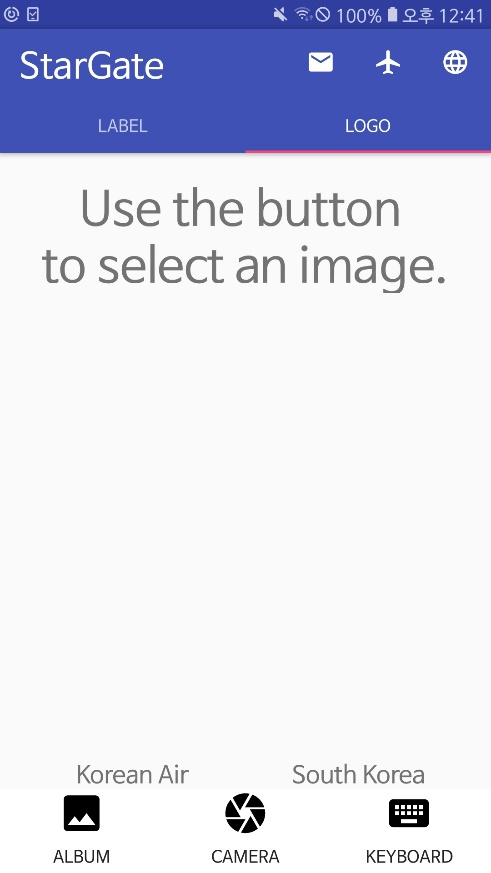 100% 오후 12:41
StarGate
LABEL LOGO
Use the button
to select an image.
Korean Air South Korea
ALBUM CAMERA KEYBOARD